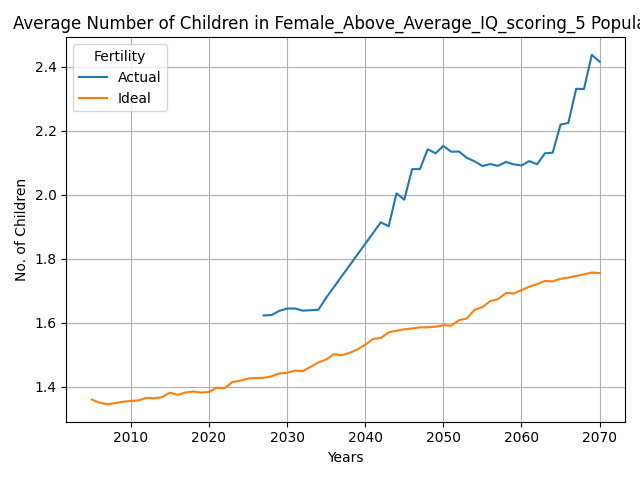 Average Number of Children in Female_Above_Average_IQ_scoring_5 Popula
Fertility
Actual
Ideal
No. of Children
2.4
2.2
2.0
1.8
1.6
1.4
2010 2020 2030 2040 2050 2060 2070
Years